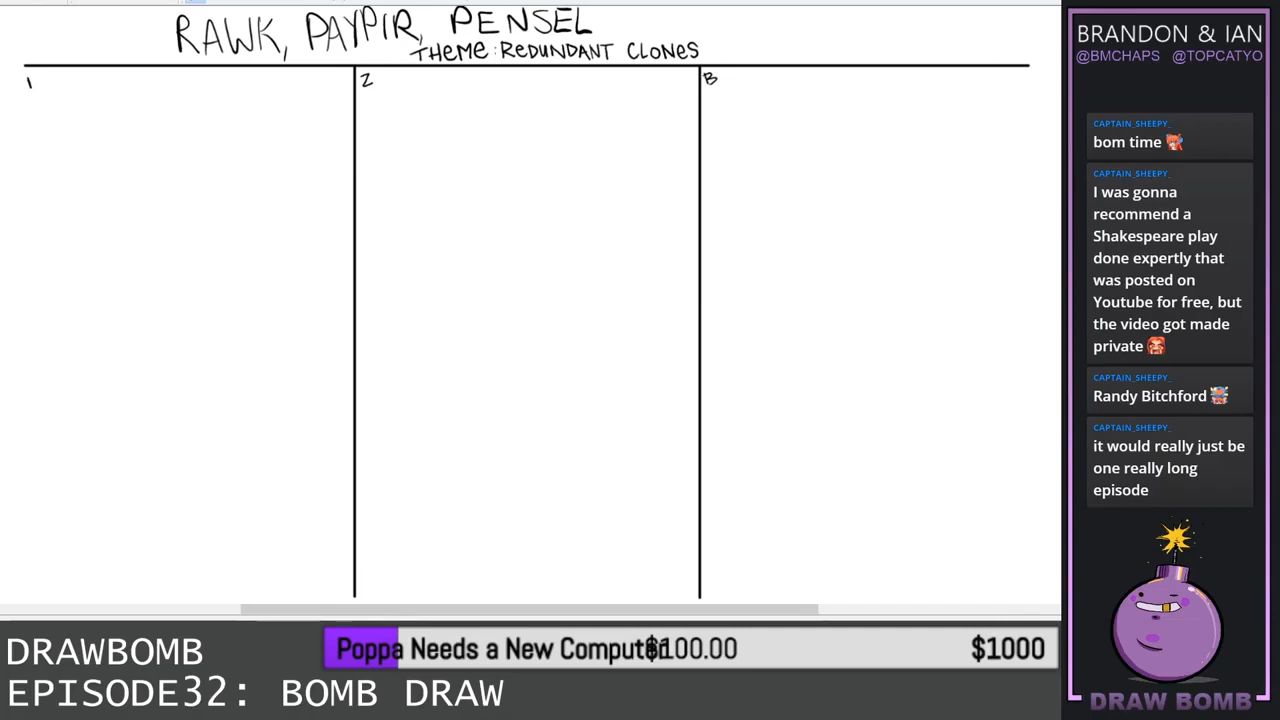 RAWK, PAYPIR, PENSEL
THEME: REDUNDANT CLONES
1
2
B
BRANDON & IAN
@BMCHAPS @TOPCATYO
CAPTAIN_SHEEPY_
bom time
CAPTAIN_SHEEPY_
I was gonna
recommend a
Shakespeare play
done expertly that
was posted on
Youtube for free, but
the video got made
private
CAPTAIN_SHEEPY_
Randy Bitchford
CAPTAIN_SHEEPY_
it would really just be
one really long
episode
DRAW BOMB
DRAWBOMB
Poppa Needs a New Computer $100.00 $1000
EPISODE32: BOMB DRAW